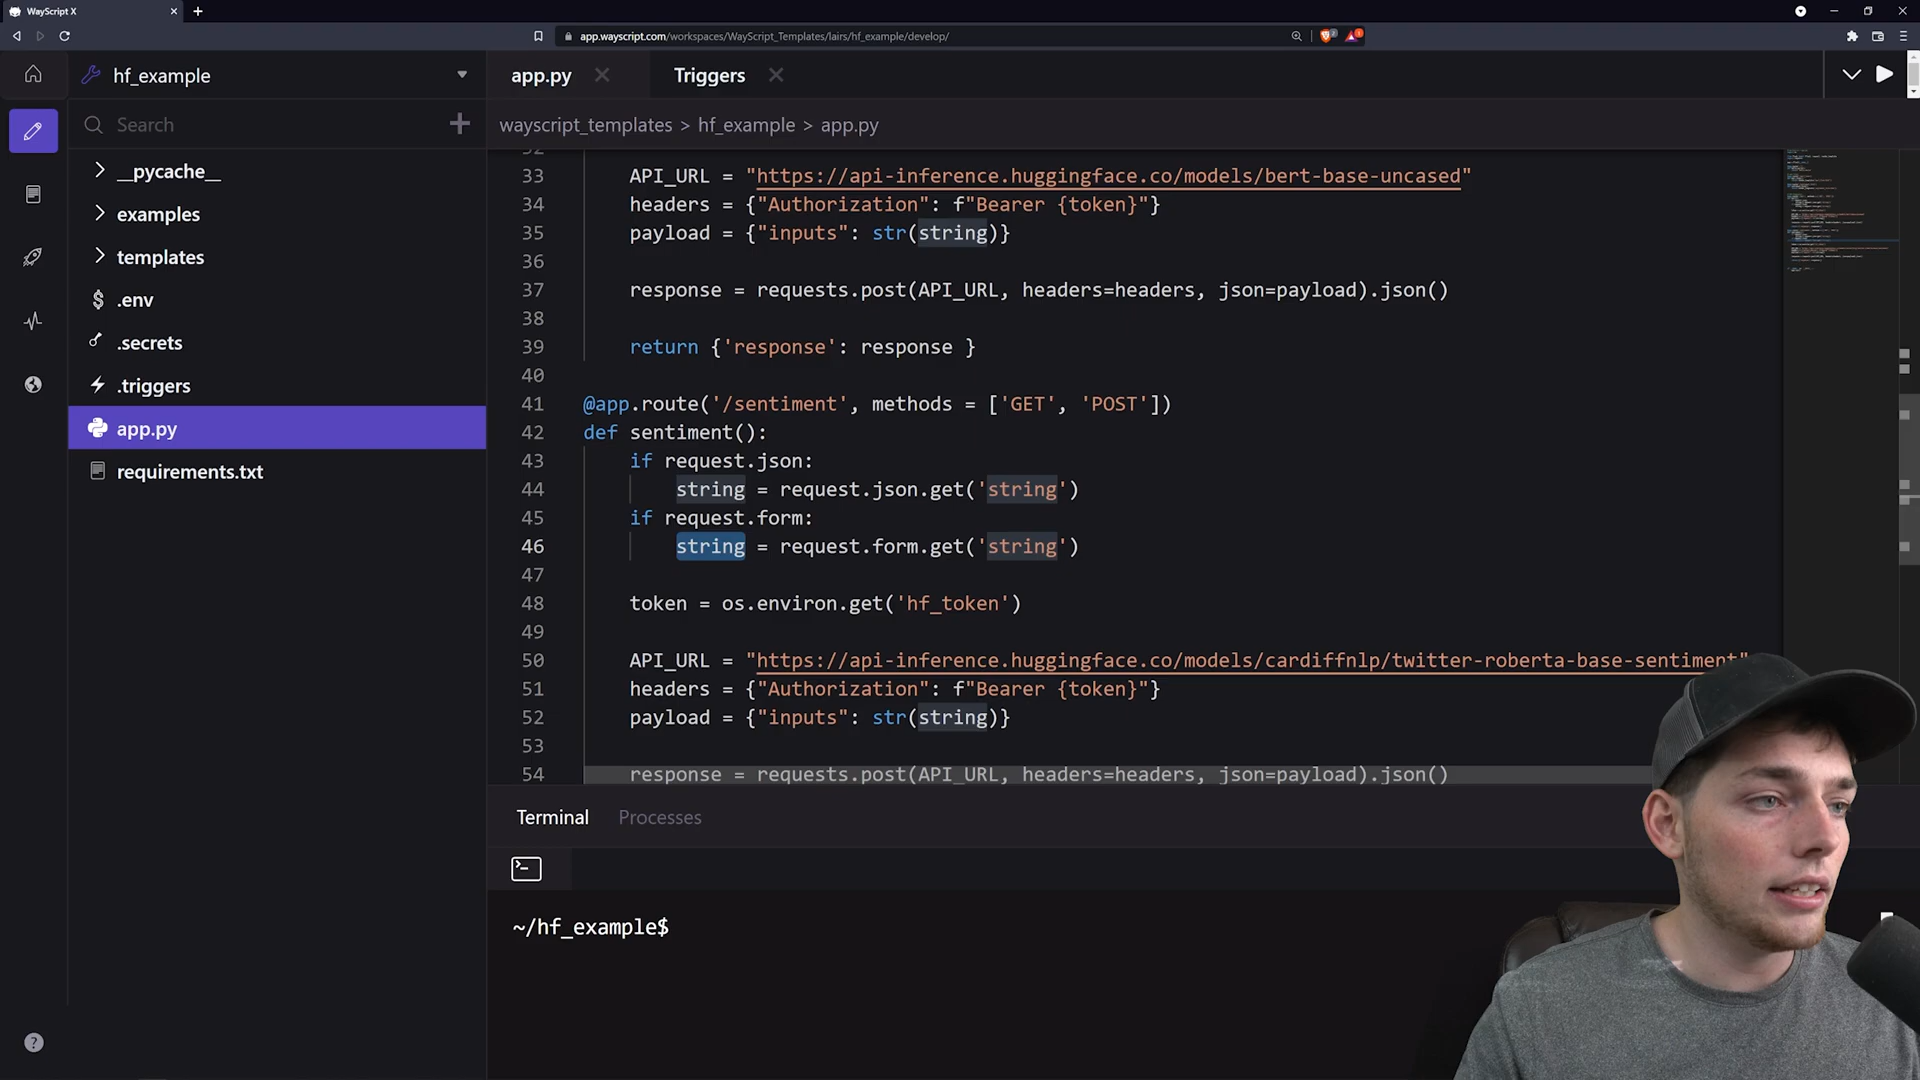 WayScript X
app.wayscript.com/workspaces/WayScript_Templates/lairs/hf_example/develop/
hf_example
app.py
Triggers
Search
wayscript_templates > hf_example > app.py
__pycache__
examples
templates
.env
.secrets
.triggers
app.py
requirements.txt
32
33 API_URL = "https://api-inference.huggingface.co/models/bert-base-uncased"
34 headers = {"Authorization": f"Bearer {token}"}
35 payload = {"inputs": str(string)}
36
37 response = requests.post(API_URL, headers=headers, json=payload).json()
38
39 return {'response': response }
40
41 @app.route('/sentiment', methods = ['GET', 'POST'])
42 def sentiment():
43 if request.json:
44 string = request.json.get('string')
45 if request.form:
46 string = request.form.get('string')
47
48 token = os.environ.get('hf_token')
49
50 API_URL = "https://api-inference.huggingface.co/models/cardiffnlp/twitter-roberta-base-sentiment"
51 headers = {"Authorization": f"Bearer {token}"}
52 payload = {"inputs": str(string)}
53
54 response = requests.post(API_URL, headers=headers, json=payload).json()
Terminal
Processes
~/hf_example$